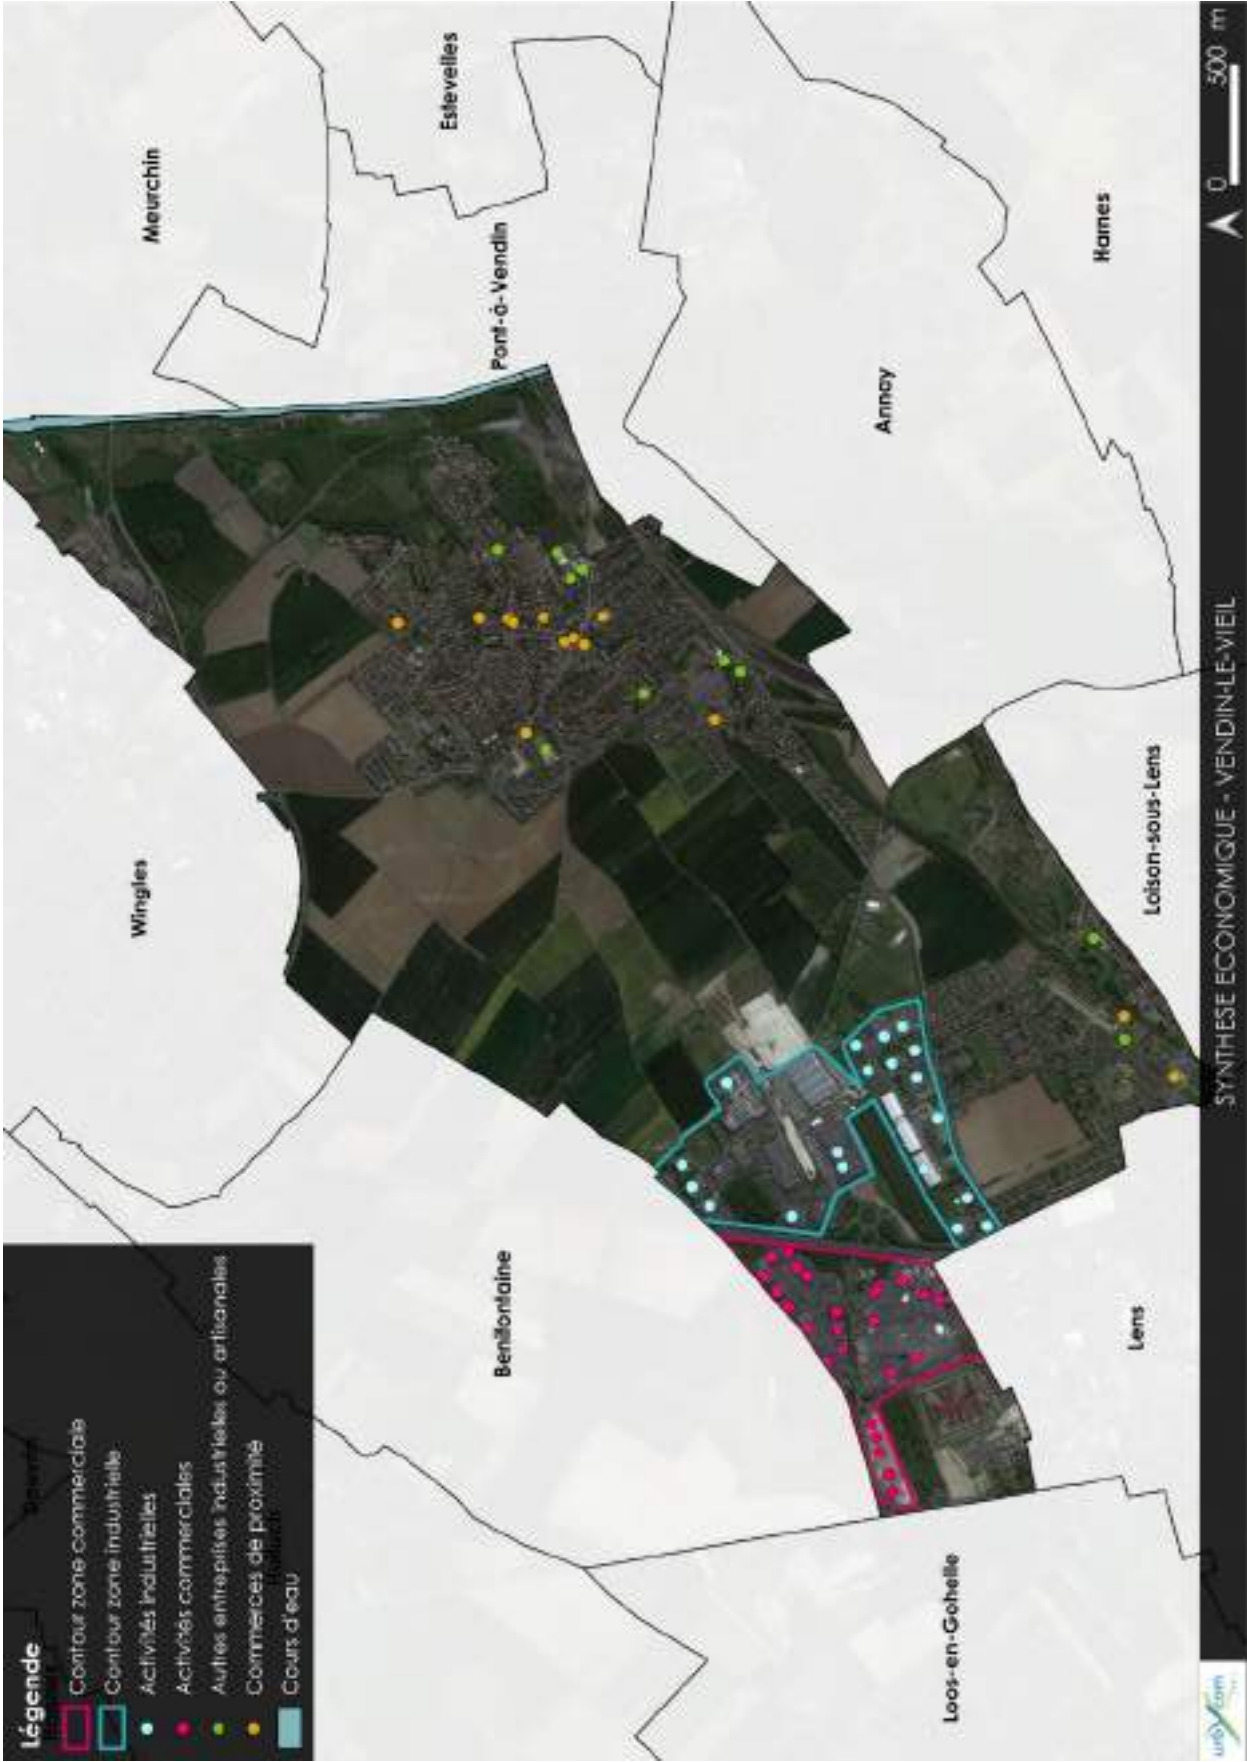 Légende
Contour zone commerciale
Contour zone industrielle
Activités industrielles
Activités commerciales
Autres entreprises industrielles ou artisanales
Commerces de proximité
Cours d'eau
Wingles
Meurchin
Estevelles
Pont-à-Vendin
Bénifontaine
Annay
Harnes
Loos-en-Gohelle
Lens
Loison-sous-Lens
SYNTHESE ECONOMIQUE - VENDIN-LE-VIEIL
0 500 m